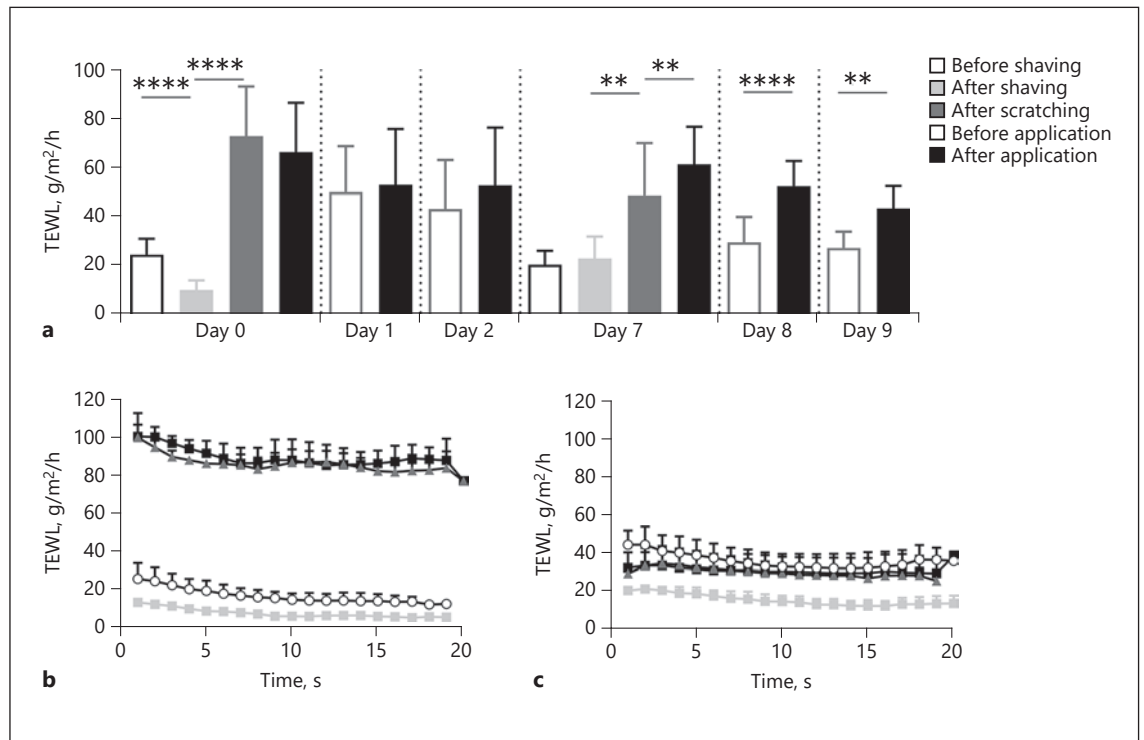 **** **** ** ** **** **
100
80
60
40
20
0
TEWL, g/m²/h
Day 0 Day 1 Day 2 Day 7 Day 8 Day 9
a
Before shaving
After shaving
After scratching
Before application
After application
120
100
80
60
40
20
0
TEWL, g/m²/h
0 5 10 15 20
Time, s
b
120
100
80
60
40
20
0
TEWL, g/m²/h
0 5 10 15 20
Time, s
c